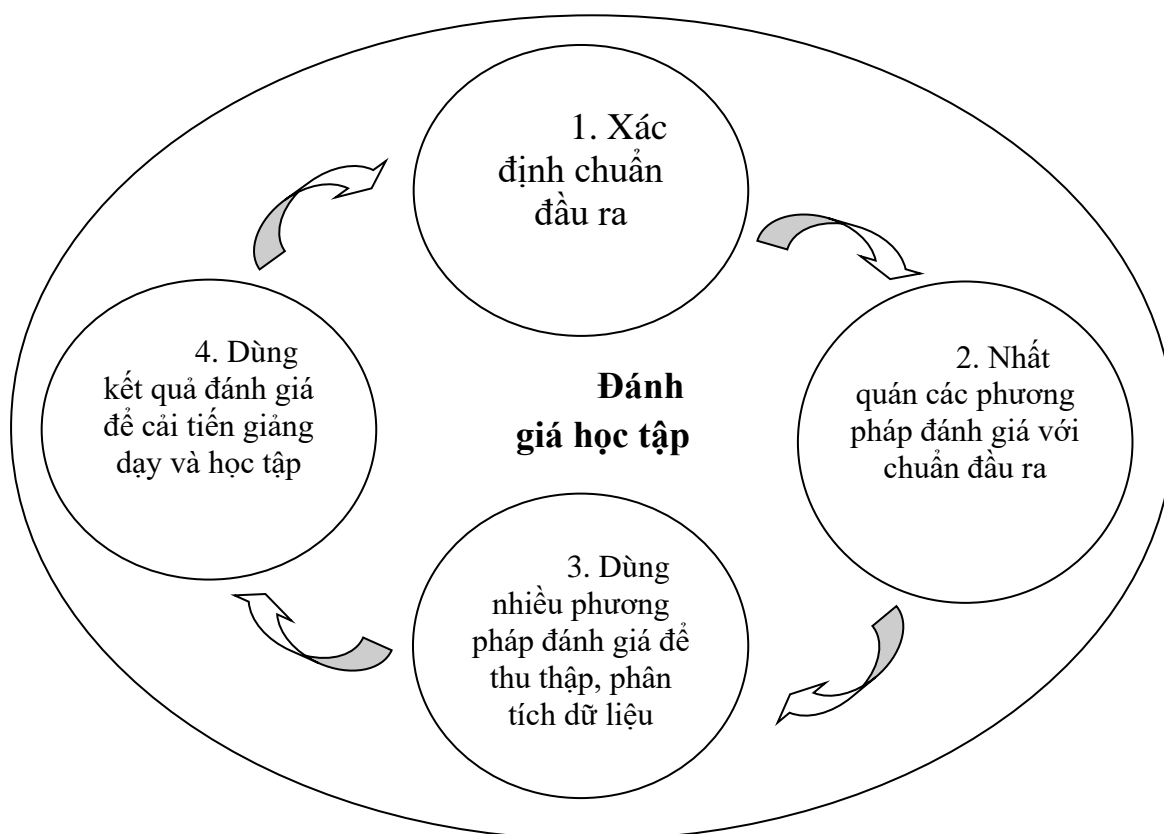 1. Xác
định chuẩn
đầu ra
2. Nhất
quán các phương
pháp đánh giá với
chuẩn đầu ra
3. Dùng
nhiều phương
pháp đánh giá để
thu thập, phân
tích dữ liệu
4. Dùng
kết quả đánh giá
để cải tiến giảng
dạy và học tập
Đánh
giá học tập